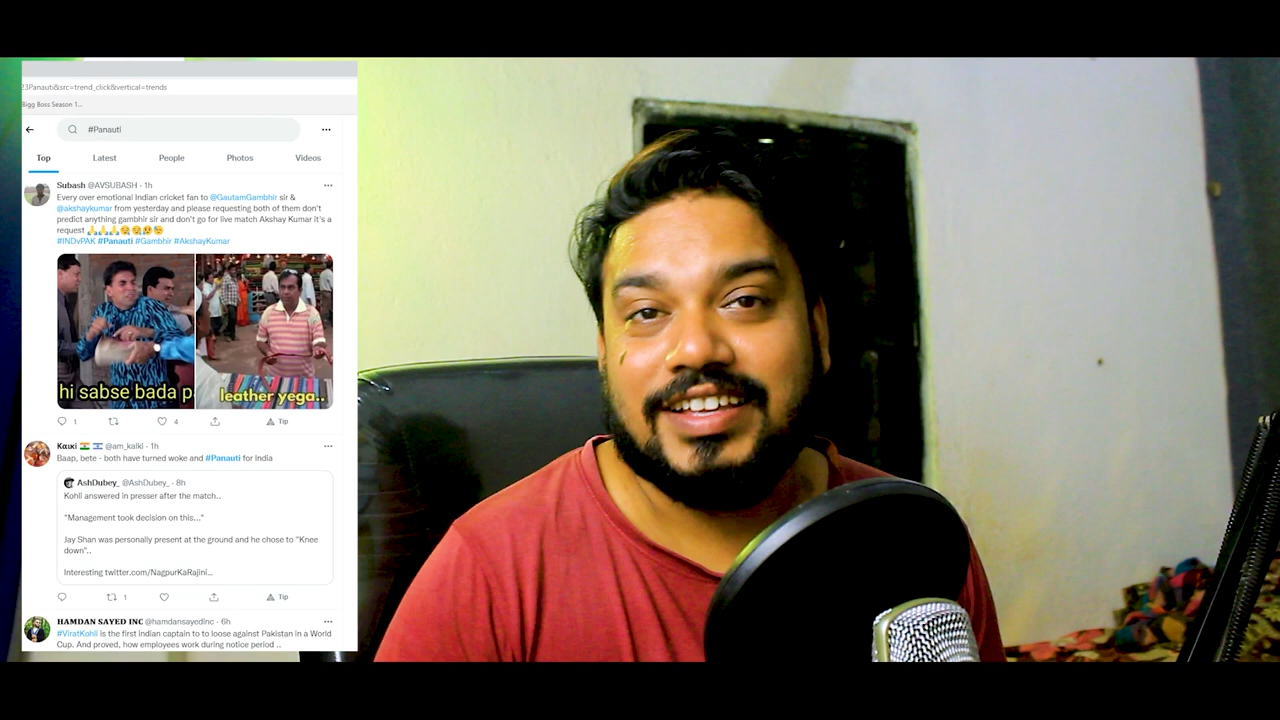 23Panauti&src=trend_click&vertical=trends
Bigg Boss Season 1...
#Panauti
Top Latest People Photos Videos
Subash @AVSUBASH · 1h
Every over emotional Indian cricket fan to @GautamGambhir sir &
@akshaykumar from yesterday and please requesting both of them don't
predict anything gambhir sir and don't go for live match Akshay Kumar it's a
request 🙏🙏🙏
#INDvPAK #Panauti #Gambhir #AkshayKumar
hi sabse bada p
leather yega..
1 4 Tip
Kαικi 🇮🇳 🇮🇱 @am_kalki · 1h
Baap, bete - both have turned woke and #Panauti for India
AshDubey_ @AshDubey_ · 8h
Kohli answered in presser after the match..
"Management took decision on this..."
Jay Shan was personally present at the ground and he chose to "Knee
down"..
Interesting twitter.com/NagpurKaRajini...
1 Tip
HAMDAN SAYED INC @hamdansayedinc · 6h
#ViratKohli is the first indian captain to to loose against Pakistan in a World
Cup. And proved, how employees work during notice period ..